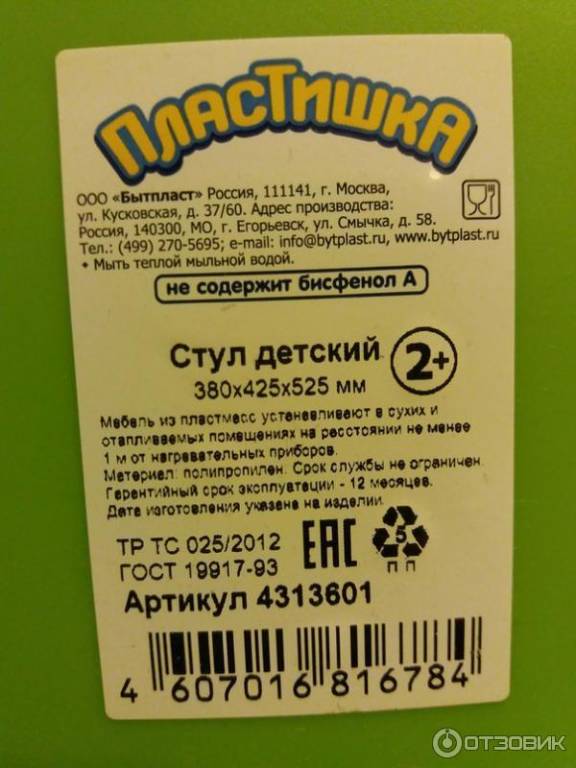 ПЛАСТИШКА
ООО «Бытпласт» Россия, 111141, г. Москва,
ул. Кусковская, д. 37/60. Адрес производства:
Россия, 140300, МО, г. Егорьевск, ул. Смычка, д. 58.
Тел.: (499) 270-5695; e-mail: info@bytplast.ru, www.bytplast.ru
• Мыть теплой мыльной водой.
не содержит бисфенол А
Стул детский 2+
380х425х525 мм
Мебель из пластмасс устанавливают в сухих и
отапливаемых помещениях на расстоянии не менее
1 м от нагревательных приборов.
Материал: полипропилен. Срок службы не ограничен.
Гарантийный срок эксплуатации - 12 месяцев.
Дата изготовления указана на изделии.
ТР ТС 025/2012 ЕАС 5
ГОСТ 19917-93 ПП
Артикул 4313601
4 607016 816784
ОТЗОВИК